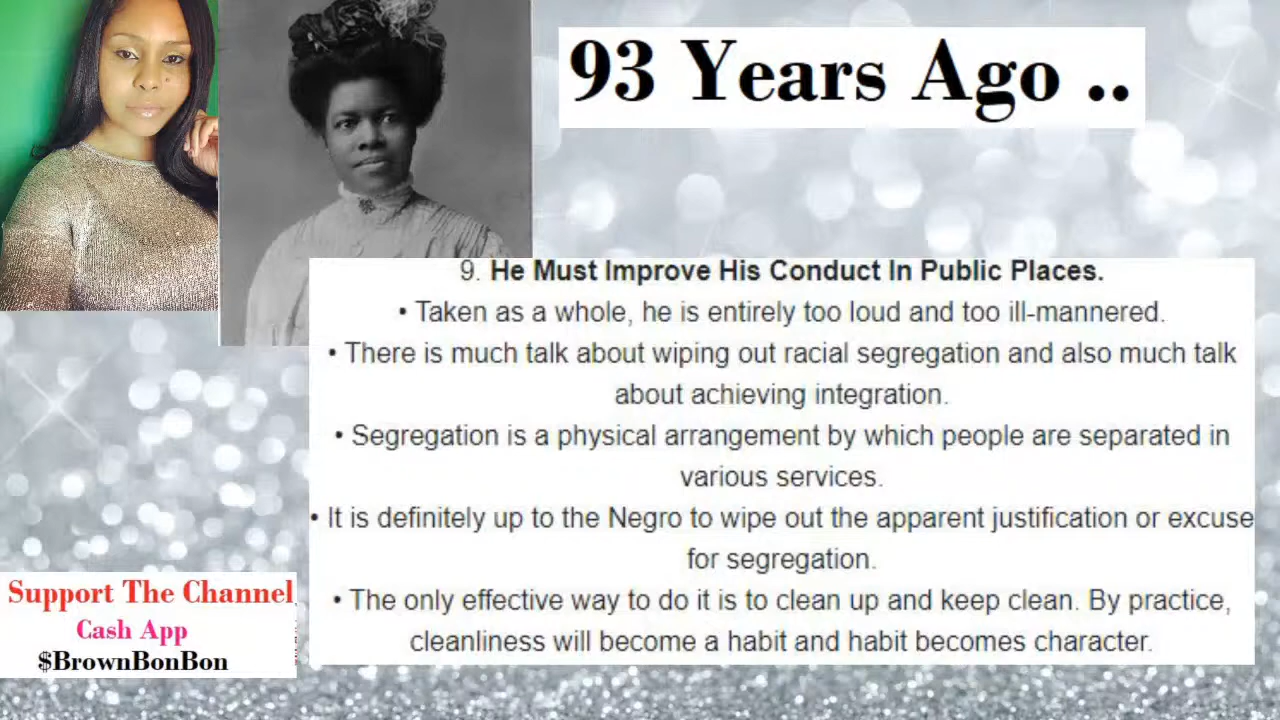 93 Years Ago ..
9. He Must Improve His Conduct In Public Places.
• Taken as a whole, he is entirely too loud and too ill-mannered.
• There is much talk about wiping out racial segregation and also much talk
about achieving integration.
• Segregation is a physical arrangement by which people are separated in
various services.
• It is definitely up to the Negro to wipe out the apparent justification or excuse
for segregation.
• The only effective way to do it is to clean up and keep clean. By practice,
cleanliness will become a habit and habit becomes character.
Support The Channel
Cash App
$BrownBonBon